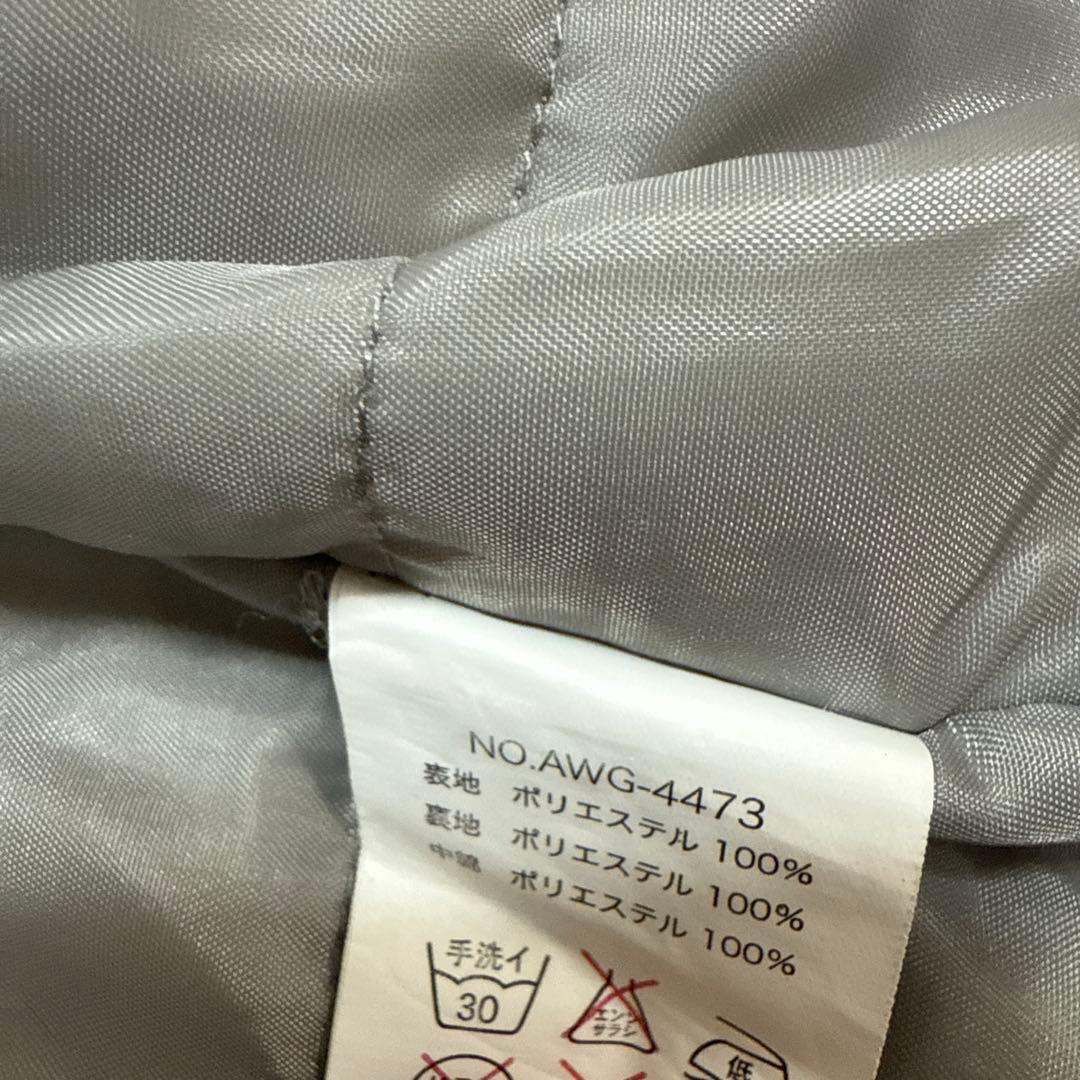 NO.AWG-4473
表地 ポリエステル 100%
裏地 ポリエステル 100%
中綿 ポリエステル 100%
手洗イ
30
エンソ
サラシ
低